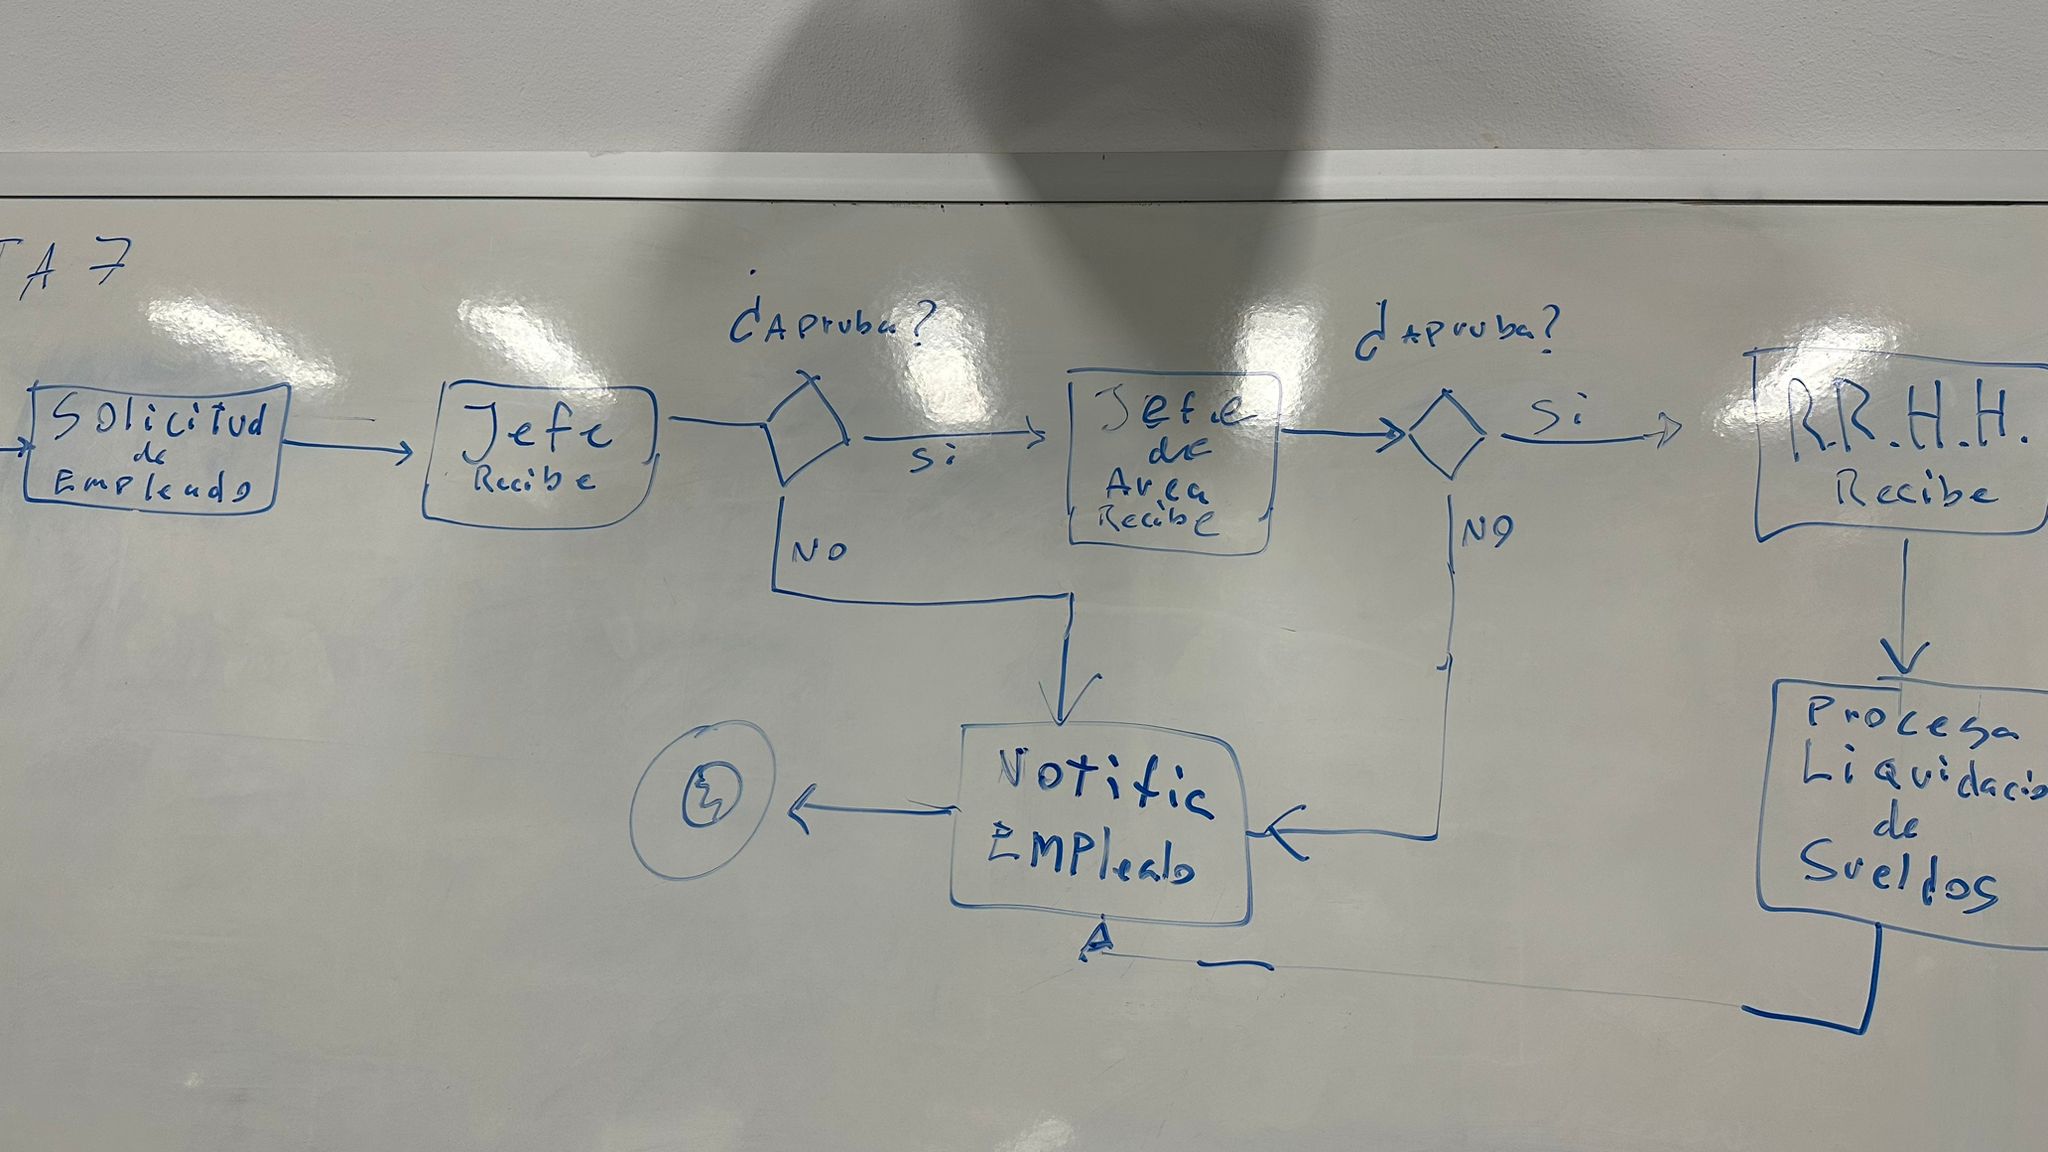 TA 7
¿Apruba?
¿Apruba?
Solicitud
de
Empleado
Jefe
Recibe
si
Jefe
de
Area
Recibe
Si
R.R.H.H.
Recibe
NO
NO
Notific
Empleado
Procesa
Liquidacio
de
Sueldos